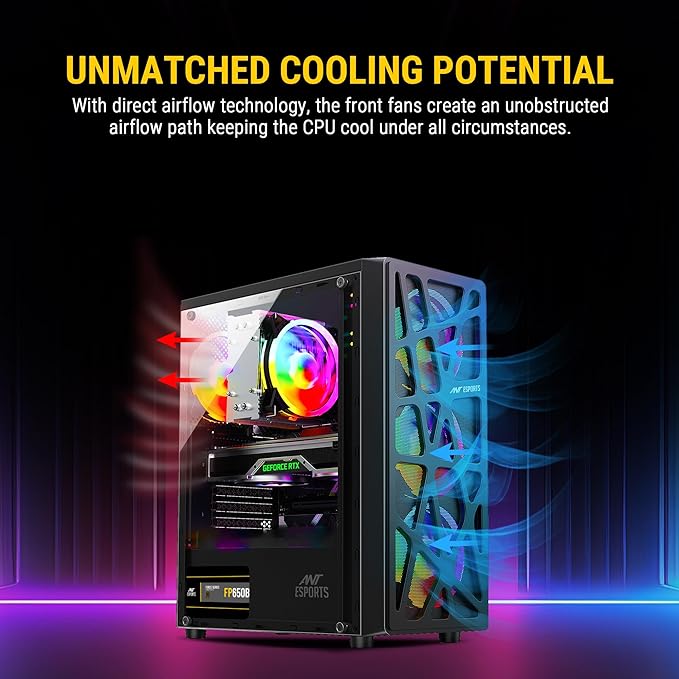 UNMATCHED COOLING POTENTIAL
With direct airflow technology, the front fans create an unobstructed
airflow path keeping the CPU cool under all circumstances.
ANT ESPORTS
GEFORCE RTX
ANT
ESPORTS
FP650B